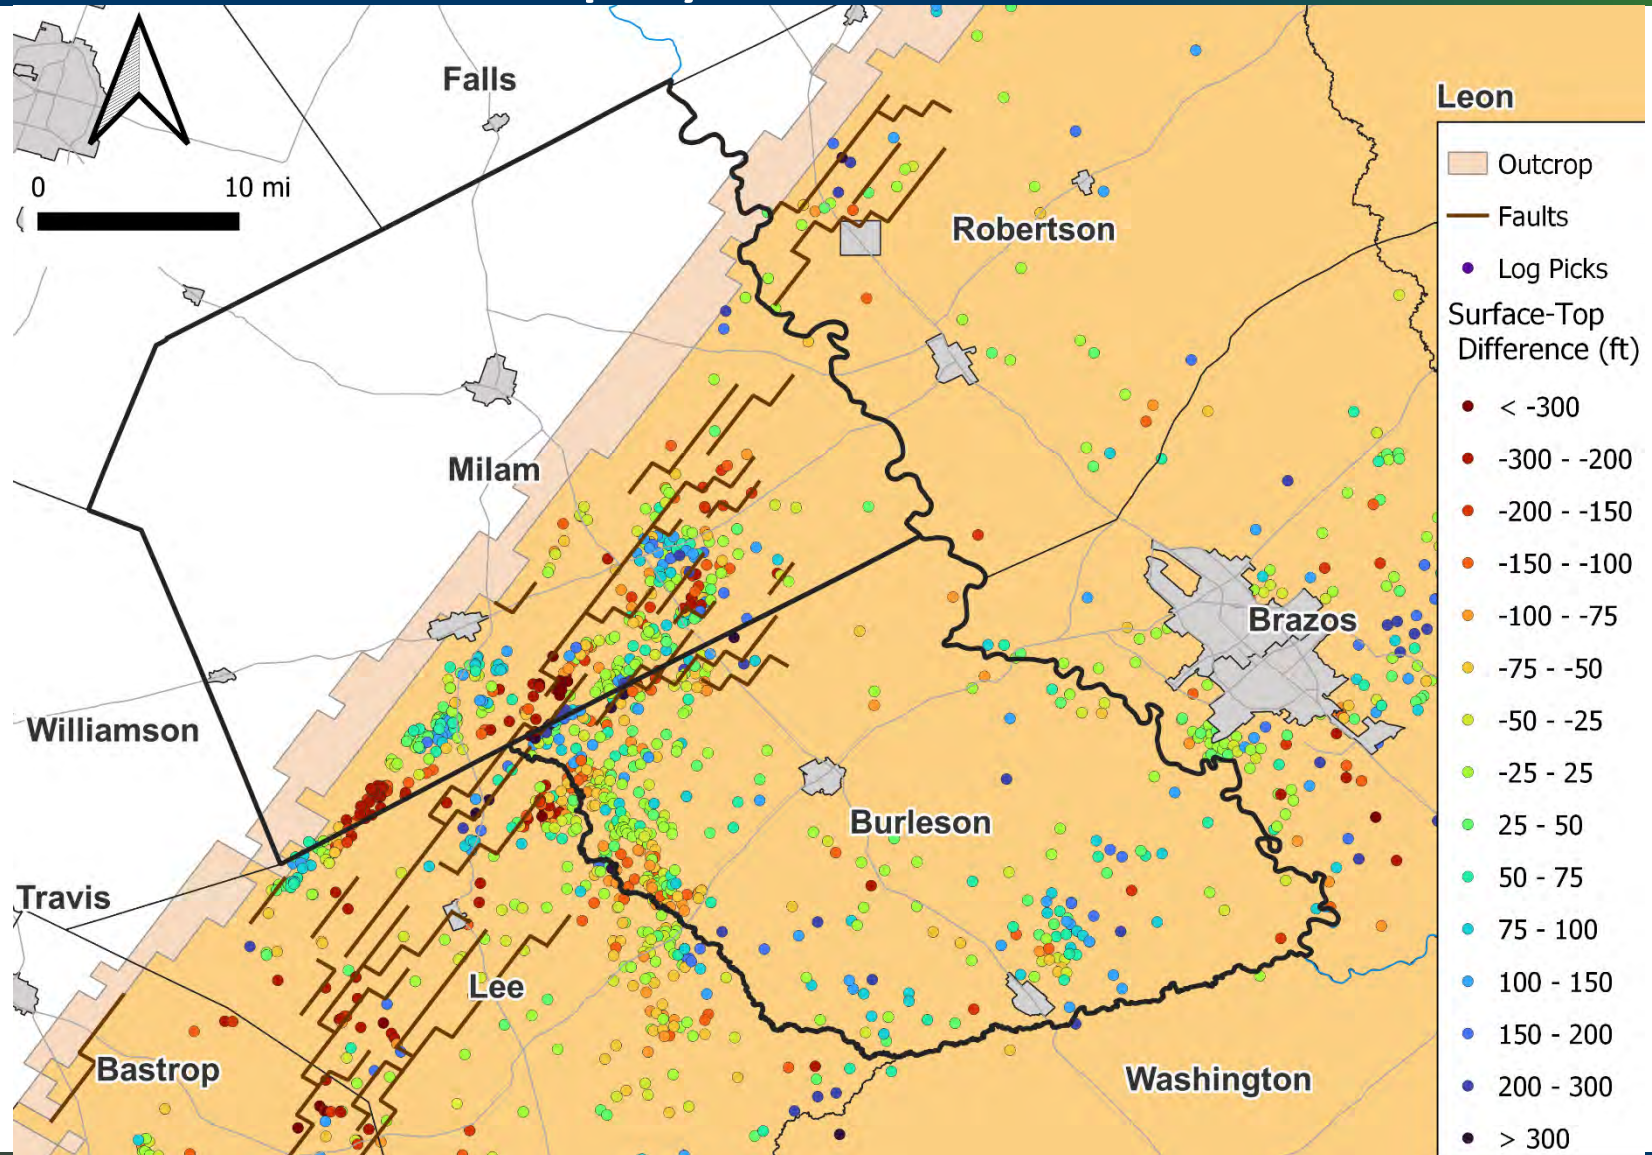 Falls
Leon
0 10 mi
Outcrop
Faults
Robertson
Log Picks
Surface-Top
Difference (ft)
< -300
Milam
-300 - -200
-200 - -150
-150 - -100
-100 - -75
Brazos
-75 - -50
Williamson
-50 - -25
-25 - 25
Burleson
25 - 50
50 - 75
Travis
75 - 100
Lee
100 - 150
150 - 200
Bastrop
Washington
200 - 300
> 300